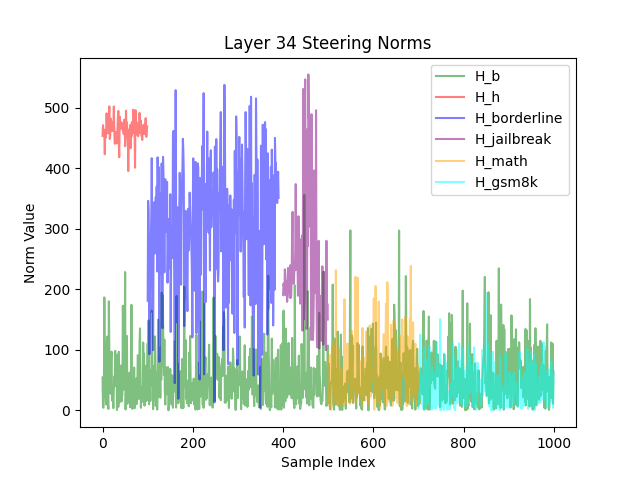 Layer 34 Steering Norms
H_b
H_h
H_borderline
H_jailbreak
H_math
H_gsm8k
Norm Value
500
400
300
200
100
0
0
200
400
600
800
1000
Sample Index